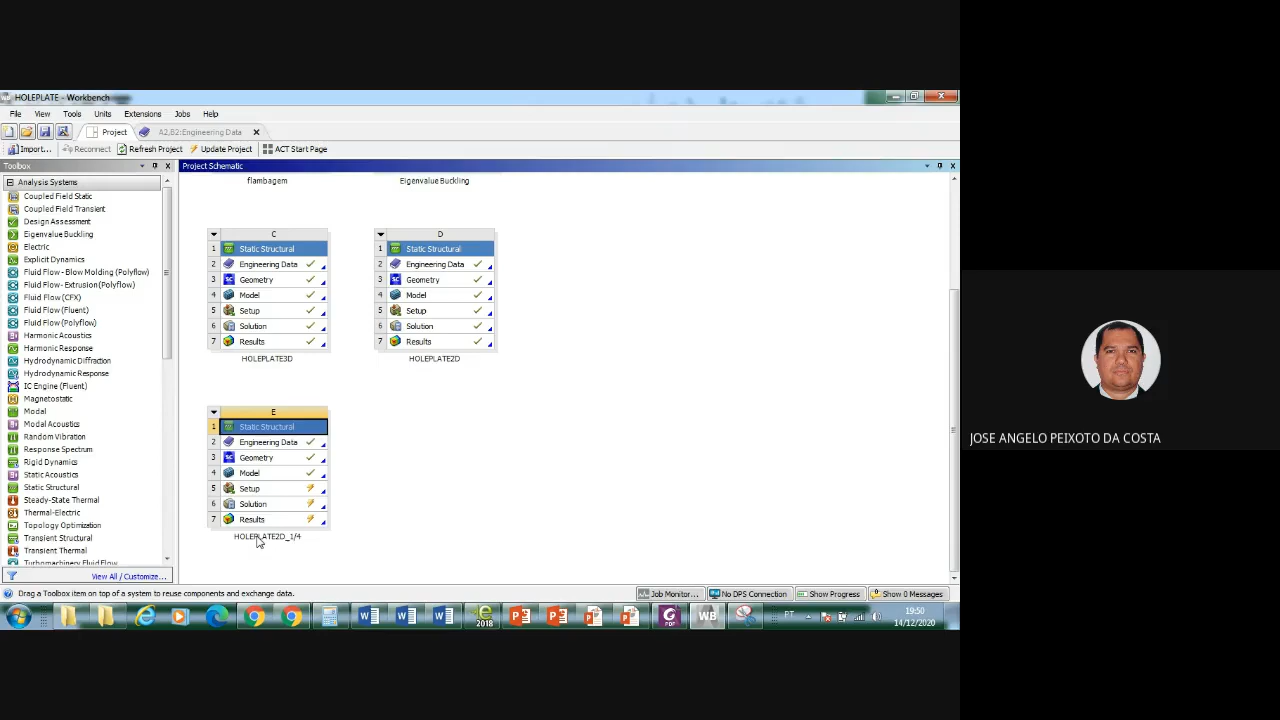 HOLEPLATE - Workbench
File View Tools Units Extensions Jobs Help
Project A2,B2:Engineering Data
Import... Reconnect Refresh Project Update Project ACT Start Page
Toolbox
Analysis Systems
Coupled Field Static
Coupled Field Transient
Design Assessment
Eigenvalue Buckling
Electric
Explicit Dynamics
Fluid Flow - Blow Molding (Polyflow)
Fluid Flow - Extrusion (Polyflow)
Fluid Flow (CFX)
Fluid Flow (Fluent)
Fluid Flow (Polyflow)
Harmonic Acoustics
Harmonic Response
Hydrodynamic Diffraction
Hydrodynamic Response
IC Engine (Fluent)
Magnetostatic
Modal
Modal Acoustics
Random Vibration
Response Spectrum
Rigid Dynamics
Static Acoustics
Static Structural
Steady-State Thermal
Thermal-Electric
Topology Optimization
Transient Structural
Transient Thermal
Turbomachinery Fluid Flow
View All / Customize...
Project Schematic
flambagem
Eigenvalue Buckling
C
1 Static Structural
2 Engineering Data
3 Geometry
4 Model
5 Setup
6 Solution
7 Results
HOLEPLATE3D
D
1 Static Structural
2 Engineering Data
3 Geometry
4 Model
5 Setup
6 Solution
7 Results
HOLEPLATE2D
E
1 Static Structural
2 Engineering Data
3 Geometry
4 Model
5 Setup
6 Solution
7 Results
HOLEPLATE2D_1/4
Drag a Toolbox item on top of a system to reuse components and exchange data.
Job Monitor... No DPS Connection Show Progress Show 0 Messages
2018
PDF
WB
PT
19:50
14/12/2020
JOSE ANGELO PEIXOTO DA COSTA